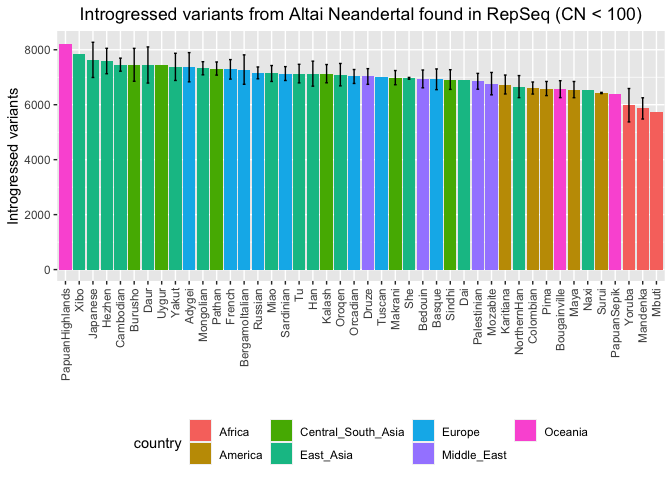 Introgressed variants from Altai Neandertal found in RepSeq (CN < 100)
Introgressed variants
8000
6000
4000
2000
0
PapuanHighlands
Xibo
Japanese
Hezhen
Cambodian
Burusho
Daur
Uygur
Yakut
Adygei
Mongolian
Pathan
French
BergamoItalian
Russian
Miao
Sardinian
Tu
Han
Kalash
Oroqen
Orcadian
Druze
Tuscan
Makrani
She
Bedouin
Basque
Sindhi
Dai
Palestinian
Mozabite
Karitiana
NorthernHan
Colombian
Pima
Bougainville
Maya
Naxi
Surui
PapuanSepik
Yoruba
Mandenka
Mbuti
country
Africa
America
Central_South_Asia
East_Asia
Europe
Middle_East
Oceania